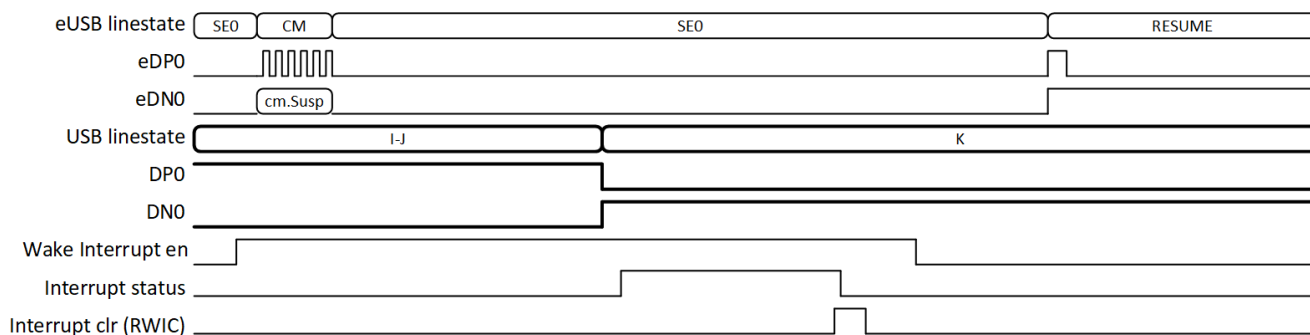 eUSB linestate SE0 CM SE0 RESUME
eDP0
eDN0 cm.Susp
USB linestate I-J K
DP0
DN0
Wake Interrupt en
Interrupt status
Interrupt clr (RWIC)